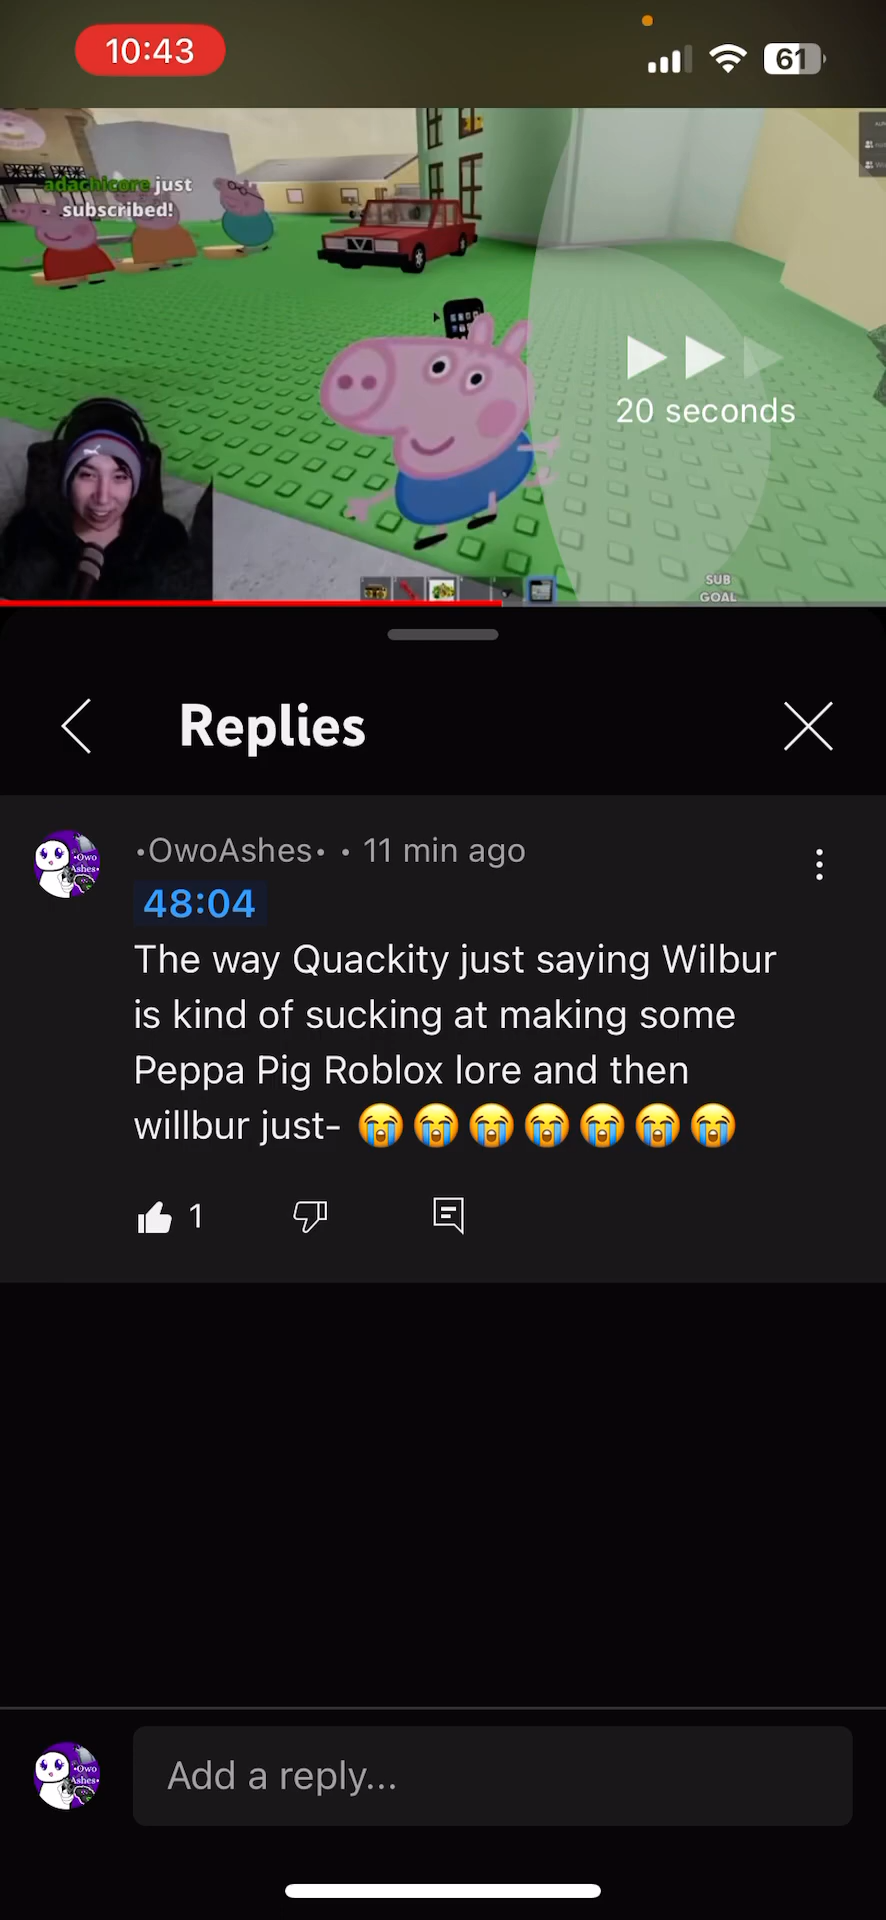 10:43
61
adachicore just
subscribed!
20 seconds
SUB
GOAL
Replies
•OwoAshes• • 11 min ago
48:04
The way Quackity just saying Wilbur
is kind of sucking at making some
Peppa Pig Roblox lore and then
willbur just- 😭😭😭😭😭😭😭
1
Add a reply...